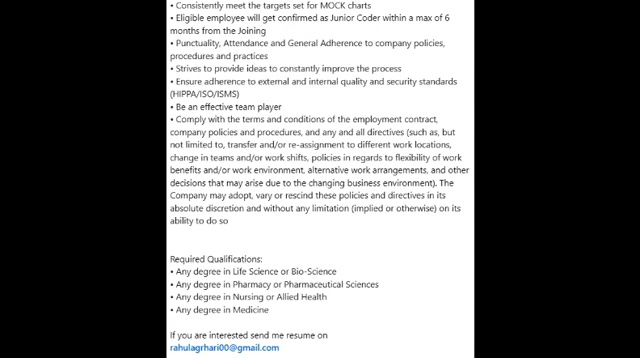 • Consistently meet the targets set for MOCK charts
• Eligible employee will get confirmed as Junior Coder within a max of 6
months from the Joining
• Punctuality, Attendance and General Adherence to company policies,
procedures and practices
• Strives to provide ideas to constantly improve the process
• Ensure adherence to external and internal quality and security standards
(HIPPA/ISO/ISMS)
• Be an effective team player
• Comply with the terms and conditions of the employment contract,
company policies and procedures, and any and all directives (such as, but
not limited to, transfer and/or re-assignment to different work locations,
change in teams and/or work shifts, policies in regards to flexibility of work
benefits and/or work environment, alternative work arrangements, and other
decisions that may arise due to the changing business environment). The
Company may adopt, vary or rescind these policies and directives in its
absolute discretion and without any limitation (implied or otherwise) on its
ability to do so
Required Qualifications:
• Any degree in Life Science or Bio-Science
• Any degree in Pharmacy or Pharmaceutical Sciences
• Any degree in Nursing or Allied Health
• Any degree in Medicine
If you are interested send me resume on
rahulagrhari00@gmail.com